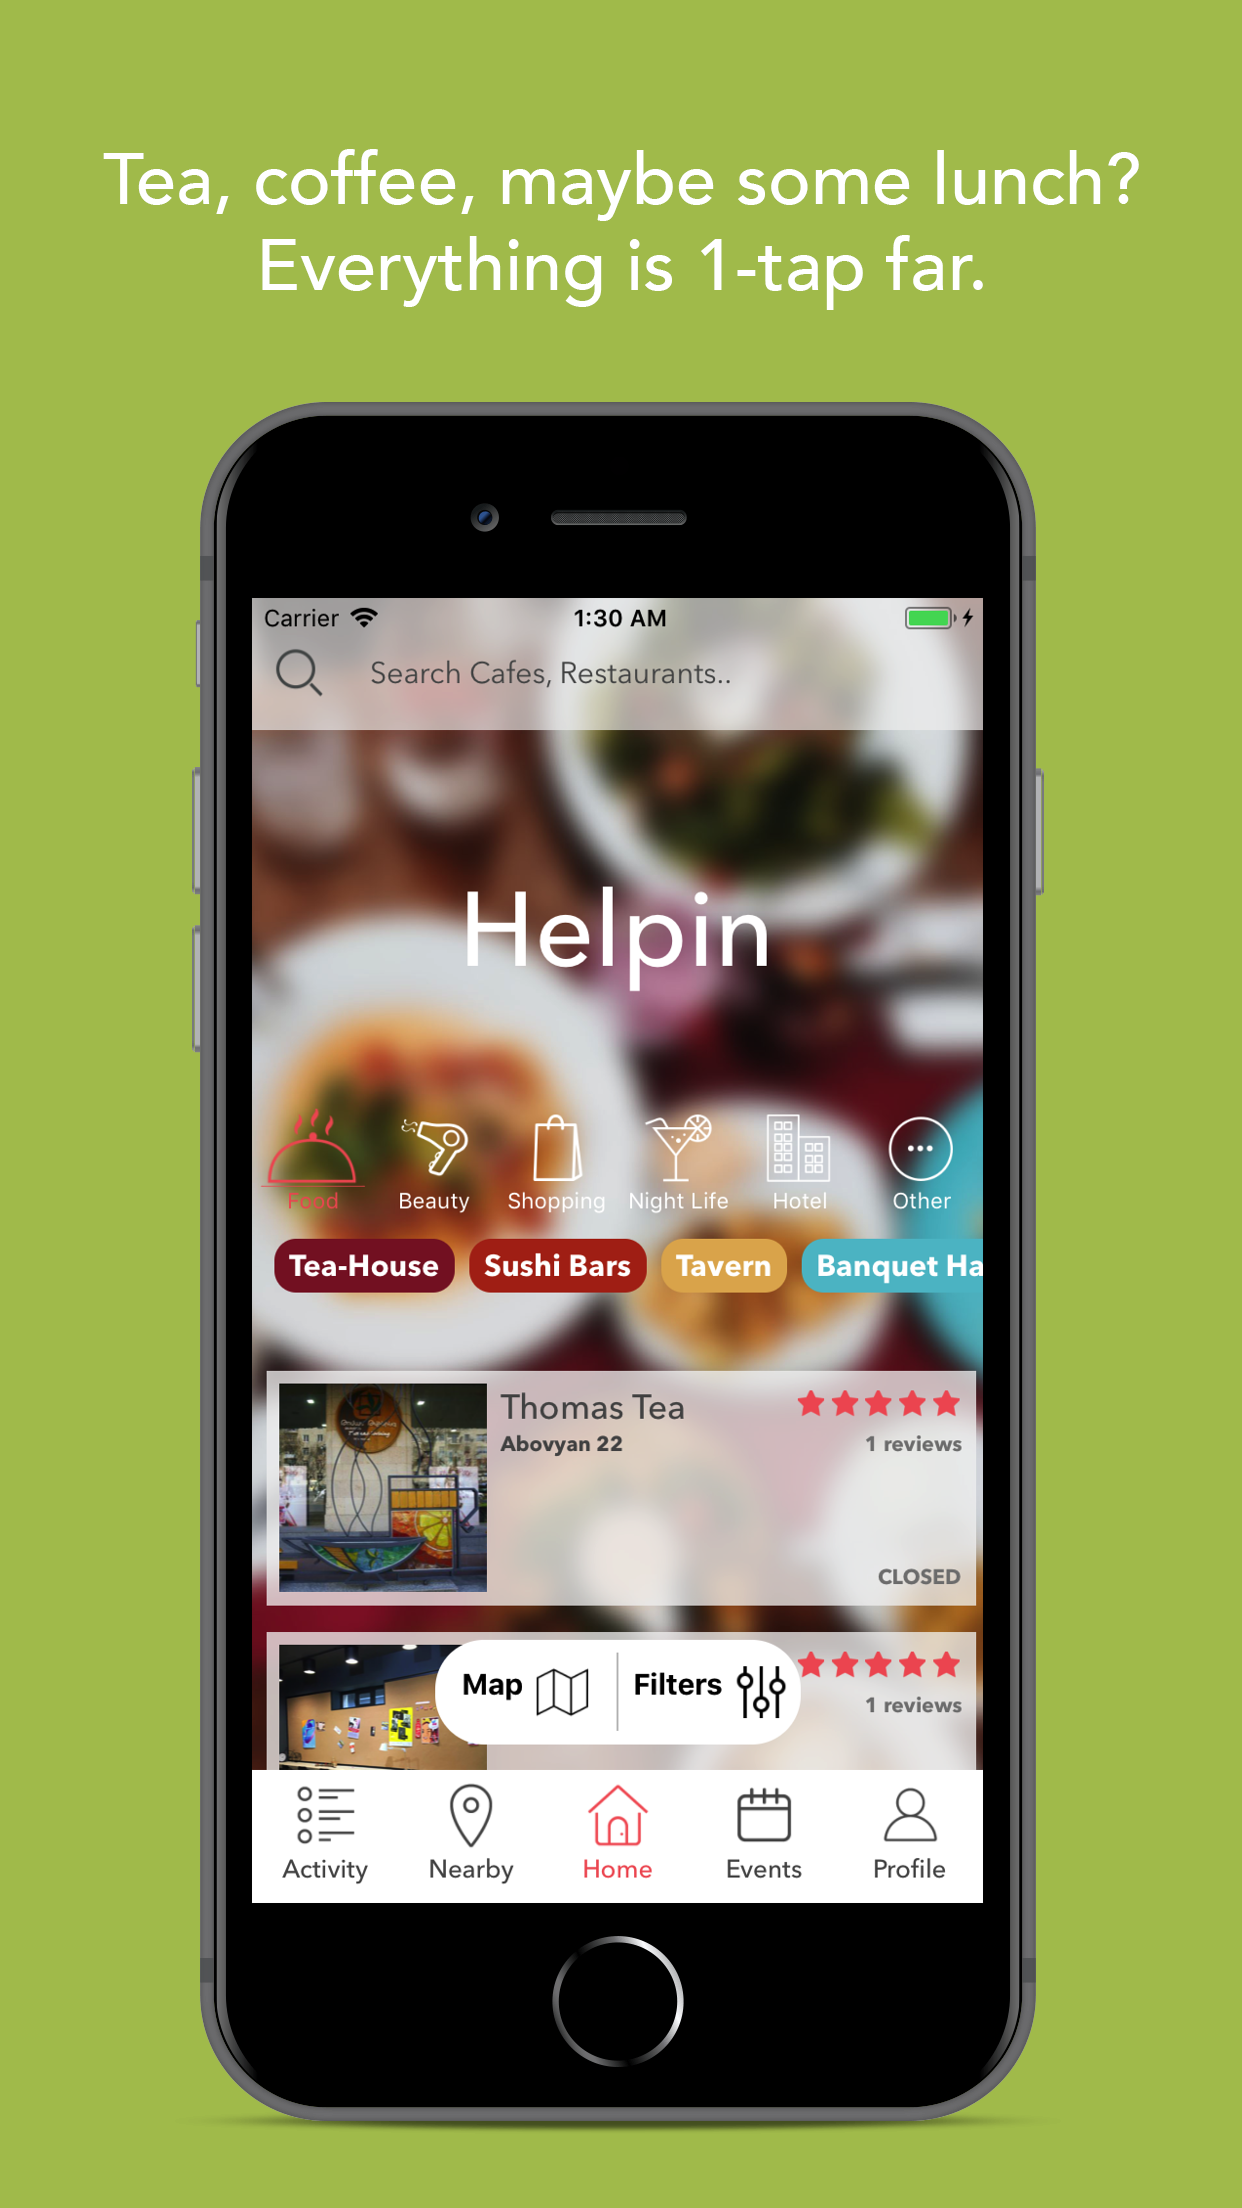 Tea, coffee, maybe some lunch?
Everything is 1-tap far.
Carrier 1:30 AM
Search Cafes, Restaurants..
Helpin
Food Beauty Shopping Night Life Hotel Other
Tea-House Sushi Bars Tavern Banquet Ha
Thomas Tea
Abovyan 22
1 reviews
CLOSED
Map Filters
1 reviews
Activity Nearby Home Events Profile